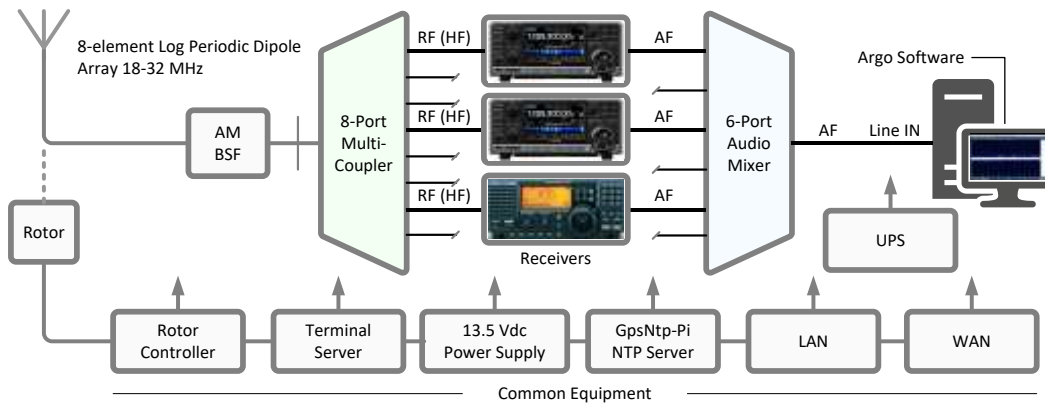 8-element Log Periodic Dipole
Array 18-32 MHz
AM
BSF
8-Port
Multi-
Coupler
RF (HF)
RF (HF)
RF (HF)
Receivers
AF
AF
AF
6-Port
Audio
Mixer
AF
Line IN
Argo Software
Rotor
UPS
Rotor
Controller
Terminal
Server
13.5 Vdc
Power Supply
GpsNtp-Pi
NTP Server
LAN
WAN
Common Equipment